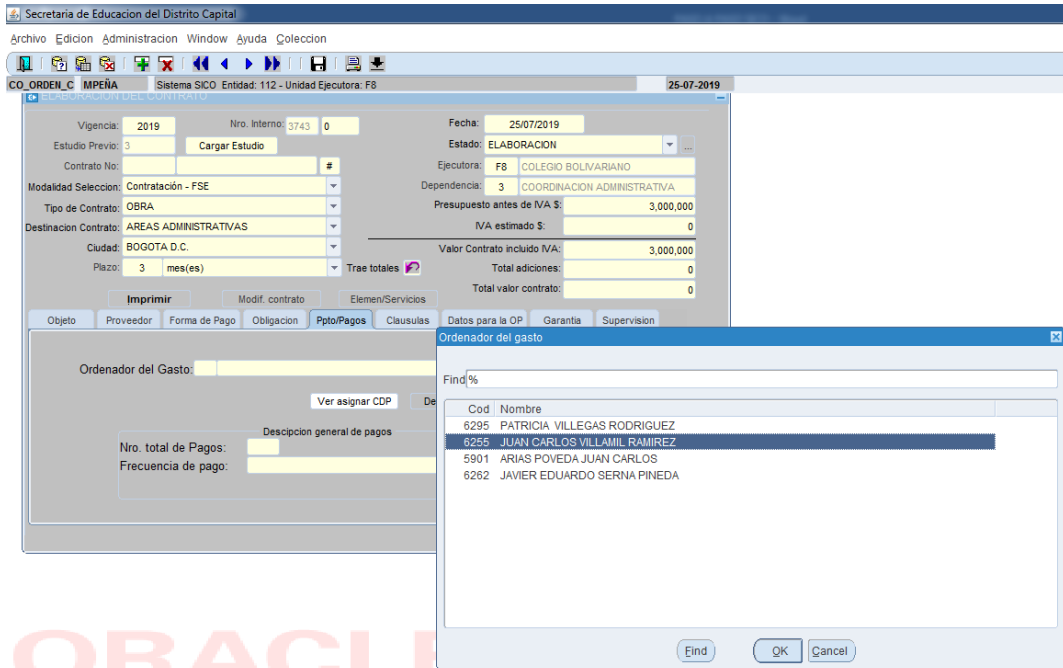 Secretaria de Educacion del Distrito Capital
Archivo Edicion Administracion Window Ayuda Coleccion
CO_ORDEN_C MPEÑA Sistema SICO Entidad: 112 - Unidad Ejecutora: F8 25-07-2019
ELABORACION DEL CONTRATO
Vigencia: 2019 Nro. Interno: 3743 0 Fecha: 25/07/2019
Estudio Previo: 3 Cargar Estudio Estado: ELABORACION ...
Contrato No: # Ejecutora: F8 COLEGIO BOLIVARIANO
Modalidad Seleccion: Contratación - FSE Dependencia: 3 COORDINACION ADMINISTRATIVA
Tipo de Contrato: OBRA Presupuesto antes de IVA $: 3,000,000
Destinacion Contrato: AREAS ADMINISTRATIVAS IVA estimado $: 0
Ciudad: BOGOTA D.C. Valor Contrato incluido IVA: 3,000,000
Plazo: 3 mes(es) Trae totales Total adiciones: 0
Total valor contrato: 0
Imprimir Modif. contrato Elemen/Servicios
Objeto Proveedor Forma de Pago Obligacion Ppto/Pagos Clausulas Datos para la OP Garantia Supervision
Ordenador del Gasto:
Ver asignar CDP De
Descipcion general de pagos
Nro. total de Pagos:
Frecuencia de pago:
Ordenador del gasto
Find %
Cod Nombre
6295 PATRICIA VILLEGAS RODRIGUEZ
6255 JUAN CARLOS VILLAMIL RAMIREZ
5901 ARIAS POVEDA JUAN CARLOS
6262 JAVIER EDUARDO SERNA PINEDA
Find OK Cancel